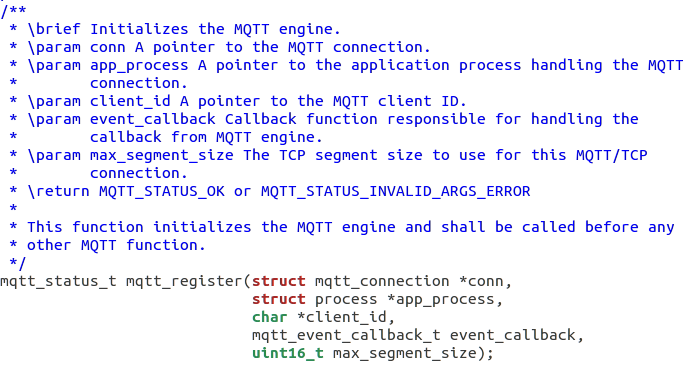 /**
 * \brief Initializes the MQTT engine.
 * \param conn A pointer to the MQTT connection.
 * \param app_process A pointer to the application process handling the MQTT
 *        connection.
 * \param client_id A pointer to the MQTT client ID.
 * \param event_callback Callback function responsible for handling the
 *        callback from MQTT engine.
 * \param max_segment_size The TCP segment size to use for this MQTT/TCP
 *        connection.
 * \return MQTT_STATUS_OK or MQTT_STATUS_INVALID_ARGS_ERROR
 *
 * This function initializes the MQTT engine and shall be called before any
 * other MQTT function.
 */
mqtt_status_t mqtt_register(struct mqtt_connection *conn,
                            struct process *app_process,
                            char *client_id,
                            mqtt_event_callback_t event_callback,
                            uint16_t max_segment_size);